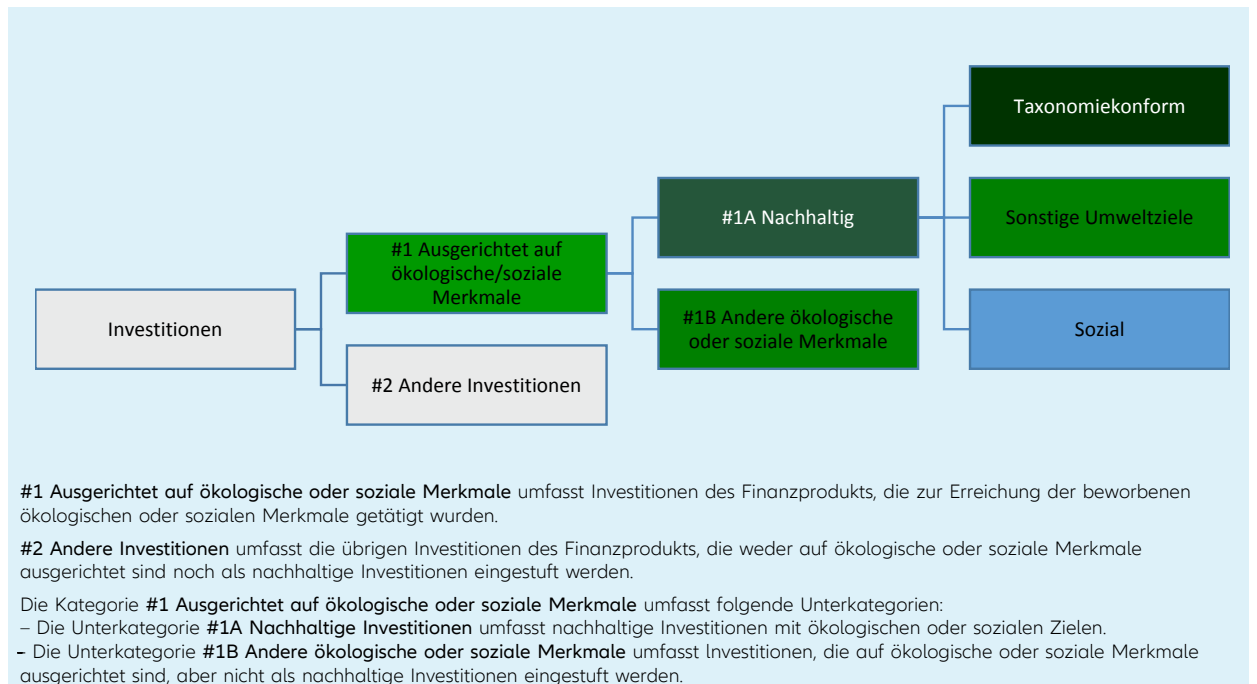 Taxonomiekonform
#1A Nachhaltig
Sonstige Umweltziele
#1 Ausgerichtet auf
ökologische/soziale
Merkmale
Investitionen
#1B Andere ökologische
oder soziale Merkmale
Sozial
#2 Andere Investitionen
#1 Ausgerichtet auf ökologische oder soziale Merkmale umfasst Investitionen des Finanzprodukts, die zur Erreichung der beworbenen
ökologischen oder sozialen Merkmale getätigt wurden.
#2 Andere Investitionen umfasst die übrigen Investitionen des Finanzprodukts, die weder auf ökologische oder soziale Merkmale
ausgerichtet sind noch als nachhaltige Investitionen eingestuft werden.
Die Kategorie #1 Ausgerichtet auf ökologische oder soziale Merkmale umfasst folgende Unterkategorien:
– Die Unterkategorie #1A Nachhaltige Investitionen umfasst nachhaltige Investitionen mit ökologischen oder sozialen Zielen.
- Die Unterkategorie #1B Andere ökologische oder soziale Merkmale umfasst Investitionen, die auf ökologische oder soziale Merkmale
ausgerichtet sind, aber nicht als nachhaltige Investitionen eingestuft werden.